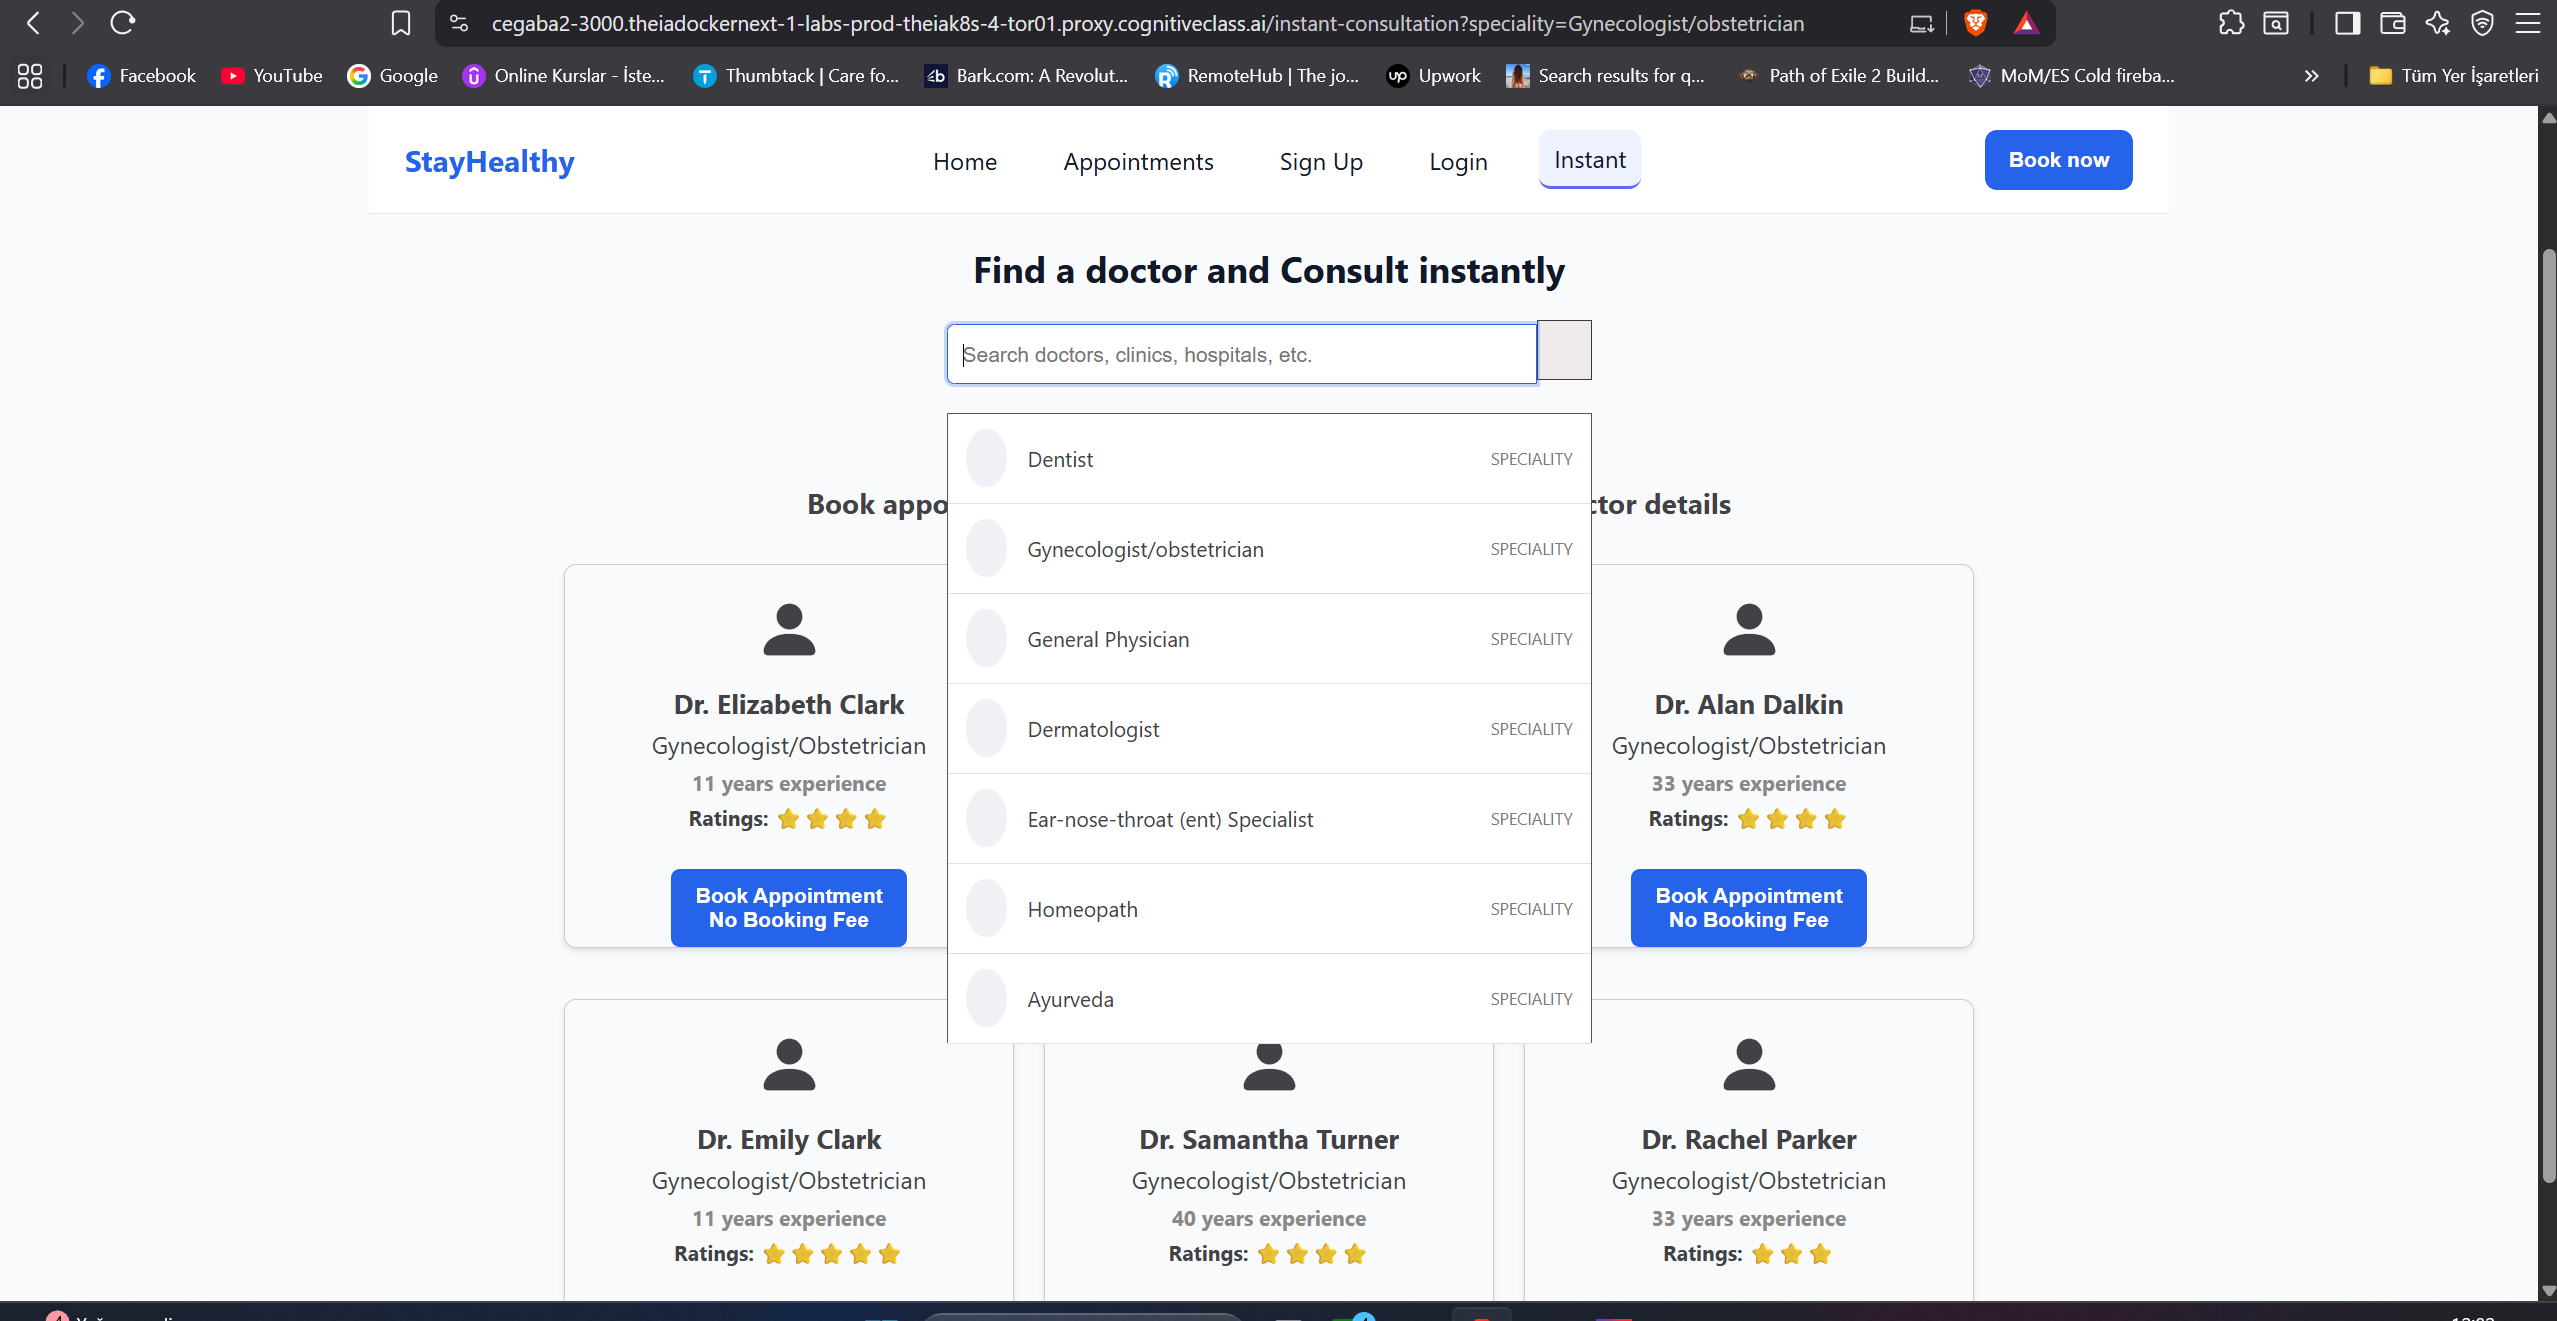 cegaba2-3000.theiadockernext-1-labs-prod-theiak8s-4-tor01.proxy.cognitiveclass.ai/instant-consultation?speciality=Gynecologist/obstetrician
Facebook YouTube Google Online Kurslar - İste... Thumbtack | Care fo... Bark.com: A Revolut... RemoteHub | The jo... Upwork Search results for q... Path of Exile 2 Build... MoM/ES Cold fireba... » Tüm Yer İşaretleri
StayHealthy Home Appointments Sign Up Login Instant Book now
Find a doctor and Consult instantly
Search doctors, clinics, hospitals, etc.
Dentist SPECIALITY
Book appo
ctor details
Gynecologist/obstetrician SPECIALITY
General Physician SPECIALITY
Dermatologist SPECIALITY
Ear-nose-throat (ent) Specialist SPECIALITY
Homeopath SPECIALITY
Ayurveda SPECIALITY
Dr. Elizabeth Clark
Gynecologist/Obstetrician
11 years experience
Ratings:
Book Appointment
No Booking Fee
Dr. Alan Dalkin
Gynecologist/Obstetrician
33 years experience
Ratings:
Book Appointment
No Booking Fee
Dr. Emily Clark
Gynecologist/Obstetrician
11 years experience
Ratings:
Dr. Samantha Turner
Gynecologist/Obstetrician
40 years experience
Ratings:
Dr. Rachel Parker
Gynecologist/Obstetrician
33 years experience
Ratings: